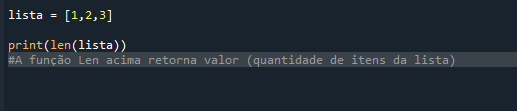 lista = [1,2,3]
print(len(lista))
#A função Len acima retorna valor (quantidade de itens da lista)